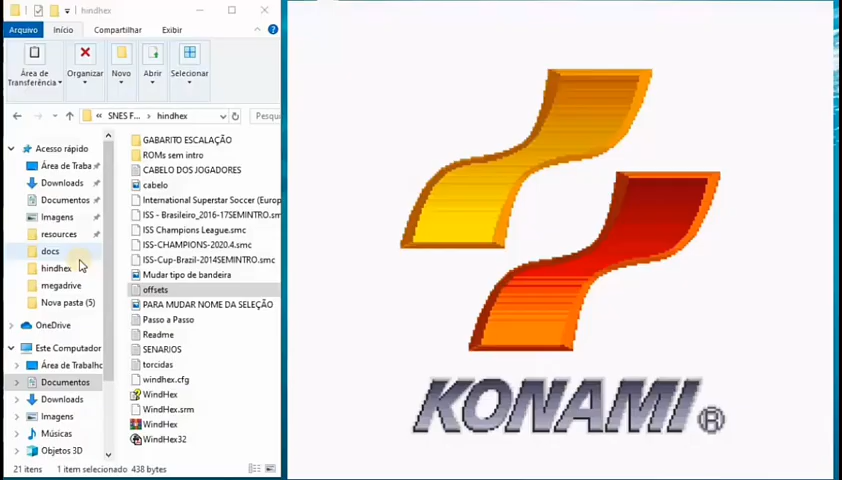 hindhex
Arquivo Início Compartilhar Exibir
Área de Transferência
Organizar
Novo
Abrir
Selecionar
SNES F... hindhex
Pesqui
Acesso rápido
Área de Traba
Downloads
Documentos
Imagens
resources
docs
hindhex
megadrive
Nova pasta (5)
OneDrive
Este Computador
Área de Trabalho
Documentos
Downloads
Imagens
Músicas
Objetos 3D
GABARITO ESCALAÇÃO
ROMs sem intro
CABELO DOS JOGADORES
cabelo
International Superstar Soccer (Europ
ISS - Brasileiro_2016-17SEMINTRO.sm
ISS Champions League.smc
ISS-CHAMPIONS-2020.4.smc
ISS-Cup-Brazil-2014SEMINTRO.smc
Mudar tipo de bandeira
offsets
PARA MUDAR NOME DA SELEÇÃO
Passo a Passo
Readme
SENARIOS
torcidas
windhex.cfg
WindHex
WindHex.srm
WindHex
WindHex32
21 itens 1 item selecionado 438 bytes
KONAMI®